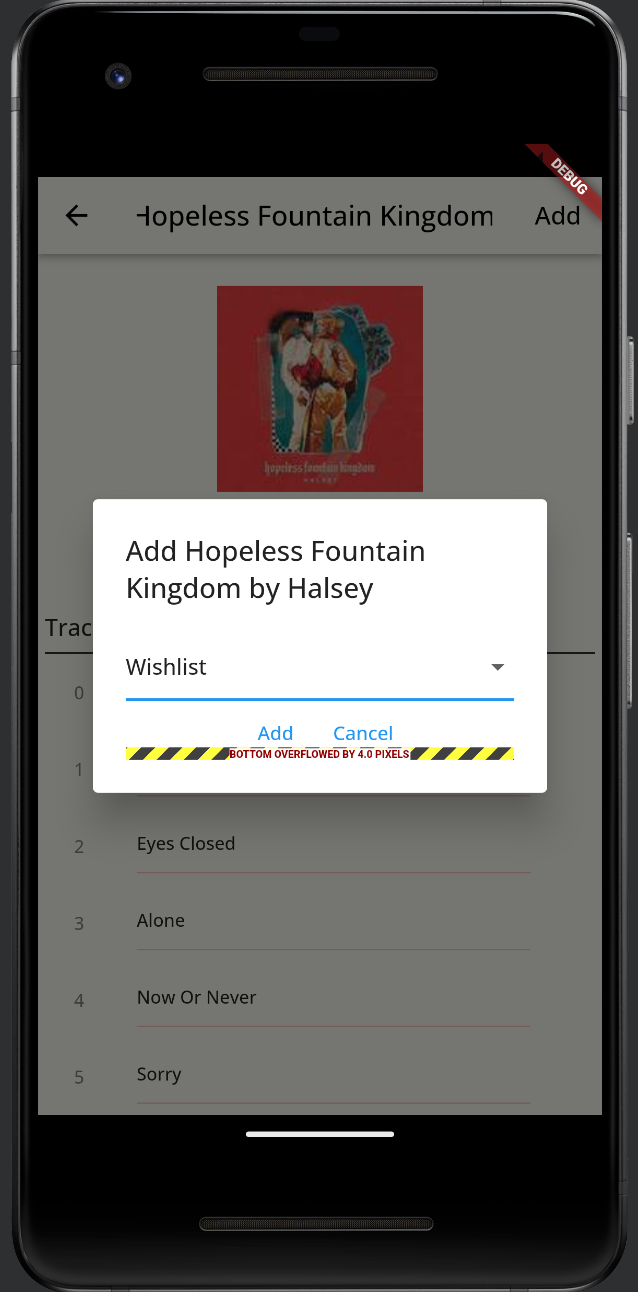 DEBUG
Hopeless Fountain Kingdom
Add
hopeless fountain kingdom
HALSEY
Add Hopeless Fountain
Kingdom by Halsey
Trac
Wishlist
0
Add Cancel
BOTTOM OVERFLOWED BY 4.0 PIXELS
1
2 Eyes Closed
3 Alone
4 Now Or Never
5 Sorry